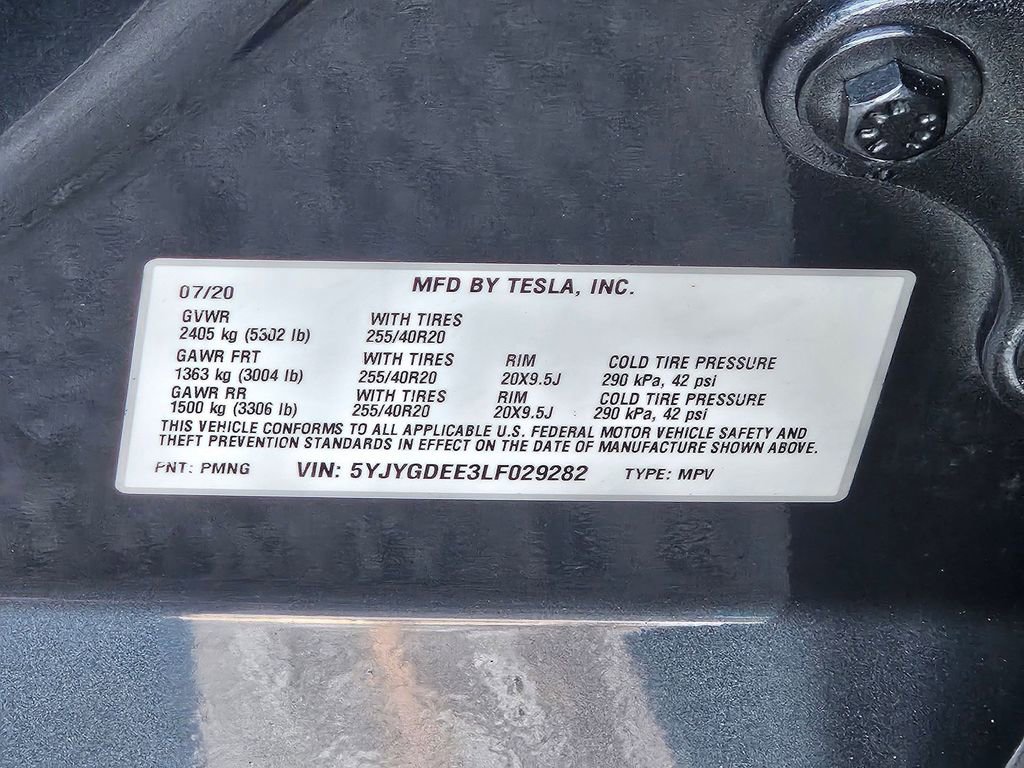 MFD BY TESLA, INC.
07/20
GVWR WITH TIRES
2405 kg (5302 lb) 255/40R20
GAWR FRT WITH TIRES RIM COLD TIRE PRESSURE
1363 kg (3004 lb) 255/40R20 20X9.5J 290 kPa, 42 psi
GAWR RR WITH TIRES RIM COLD TIRE PRESSURE
1500 kg (3306 lb) 255/40R20 20X9.5J 290 kPa, 42 psi
THIS VEHICLE CONFORMS TO ALL APPLICABLE U.S. FEDERAL MOTOR VEHICLE SAFETY AND
THEFT PREVENTION STANDARDS IN EFFECT ON THE DATE OF MANUFACTURE SHOWN ABOVE.
PNT: PMNG VIN: 5YJYGDEE3LF029282 TYPE: MPV